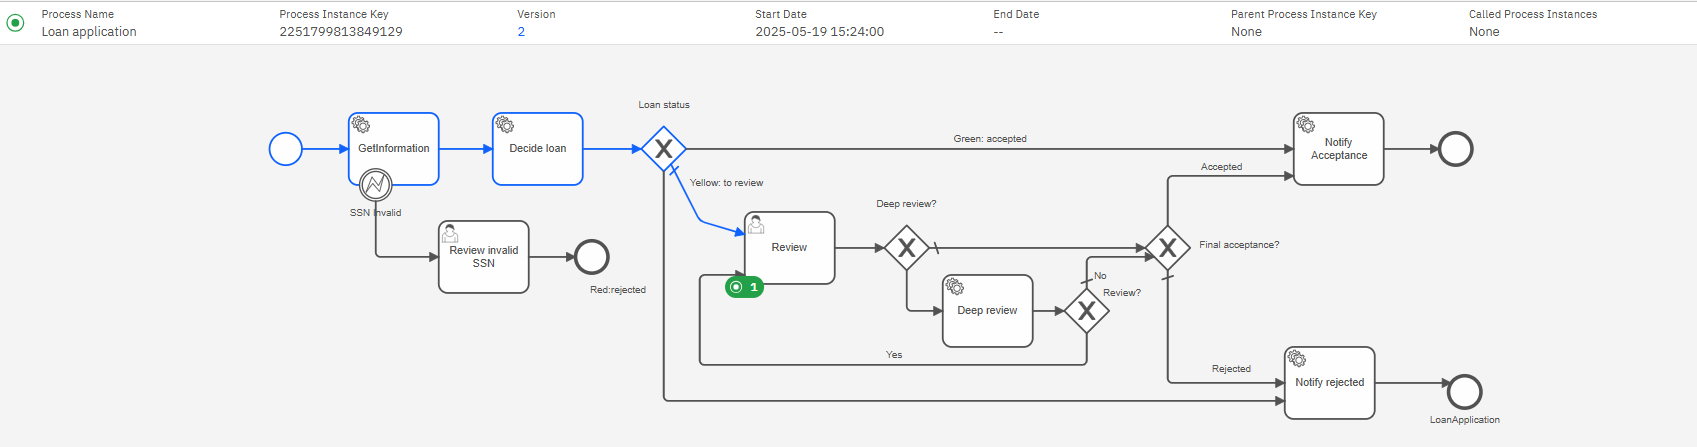 Process Name
Process Instance Key
Version
Start Date
End Date
Parent Process Instance Key
Called Process Instances
Loan application
2251799813849129
2
2025-05-19 15:24:00
--
None
None
Loan status
GetInformation
Decide loan
X
Green: accepted
Notify
Acceptance
Accepted
Yellow: to review
SSN Invalid
Deep review?
Review invalid
SSN
Review
X
X
Final acceptance?
No
1
Red:rejected
Review?
Deep review
X
Yes
Rejected
Notify rejected
LoanApplication